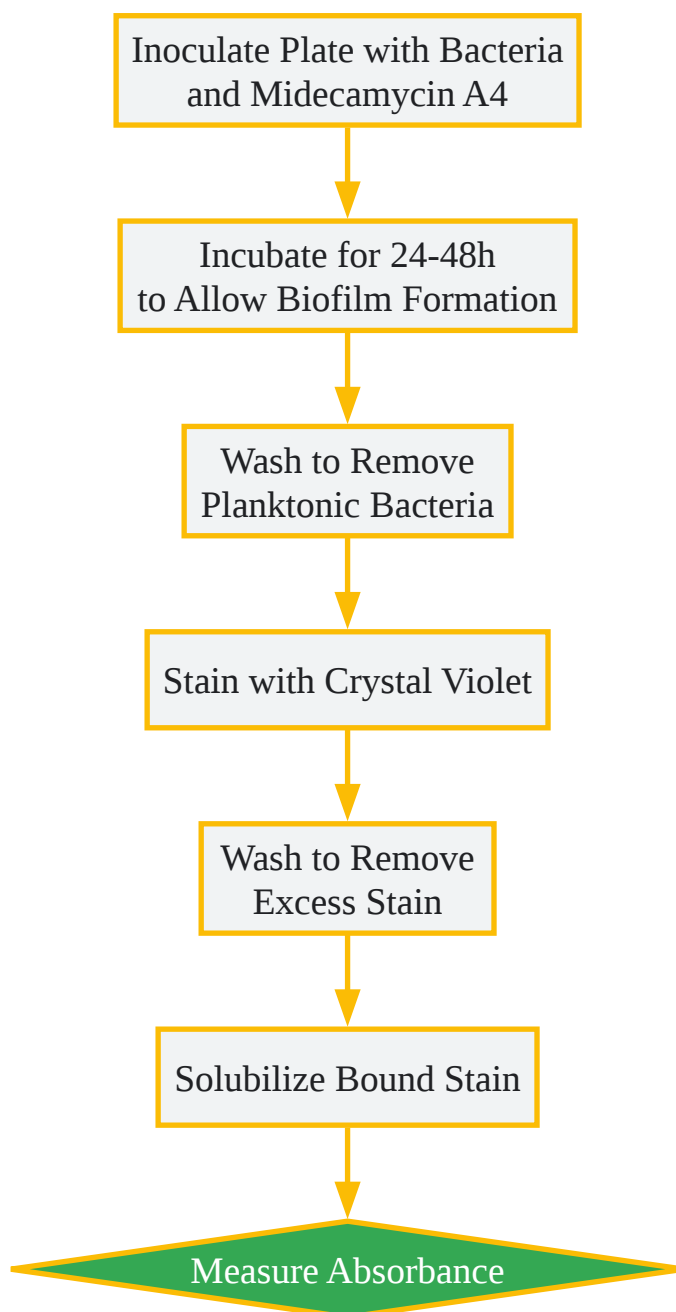 Inoculate Plate with Bacteria
and Midecamycin A4
Incubate for 24-48h
to Allow Biofilm Formation
Wash to Remove
Planktonic Bacteria
Stain with Crystal Violet
Wash to Remove
Excess Stain
Solubilize Bound Stain
Measure Absorbance